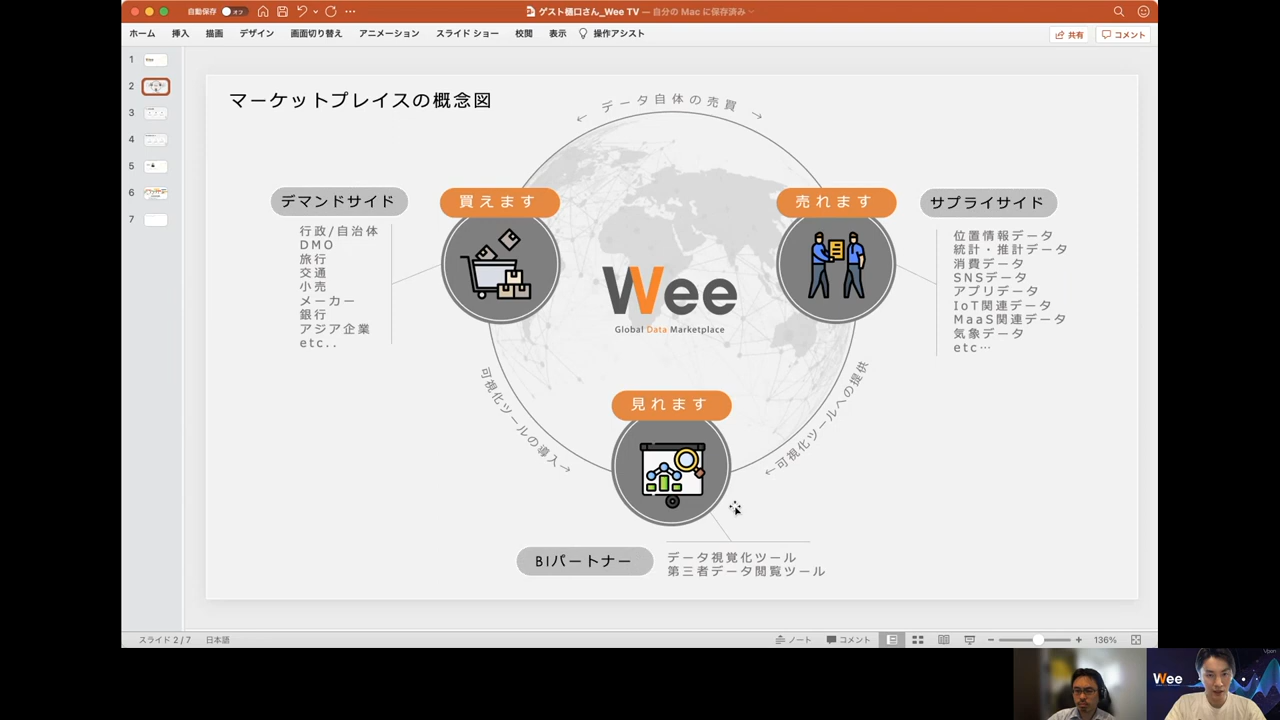 自動保存 オフ
ゲスト樋口さん_Wee TV — 自分の Mac に保存済み
ホーム 挿入 描画 デザイン 画面切り替え アニメーション スライド ショー 校閲 表示 操作アシスト 共有 コメント
1
2
3
4
5
6
7
マーケットプレイスの概念図
← データ自体の売買 →
デマンドサイド
行政/自治体
DMO
旅行
交通
小売
メーカー
銀行
アジア企業
etc..
買えます
Wee
Global Data Marketplace
売れます
サプライサイド
位置情報データ
統計・推計データ
消費データ
SNSデータ
アプリデータ
IoT関連データ
MaaS関連データ
気象データ
etc…
可視化ツールの導入→
←可視化ツールへの提供
見れます
BIパートナー
データ視覚化ツール
第三者データ閲覧ツール
スライド 2 / 7 日本語 ノート コメント 136%
Wee